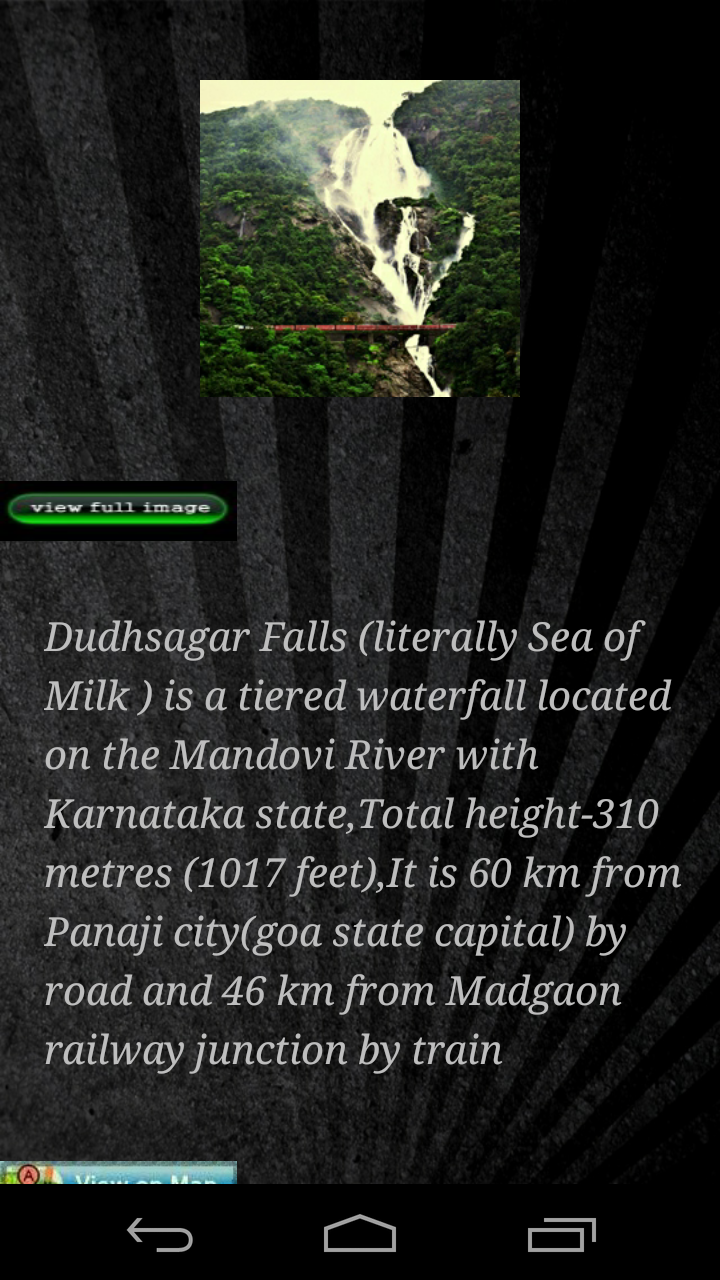 view full image
Dudhsagar Falls (literally Sea of
Milk ) is a tiered waterfall located
on the Mandovi River with
Karnataka state,Total height-310
metres (1017 feet),It is 60 km from
Panaji city(goa state capital) by
road and 46 km from Madgaon
railway junction by train
A
View on Map